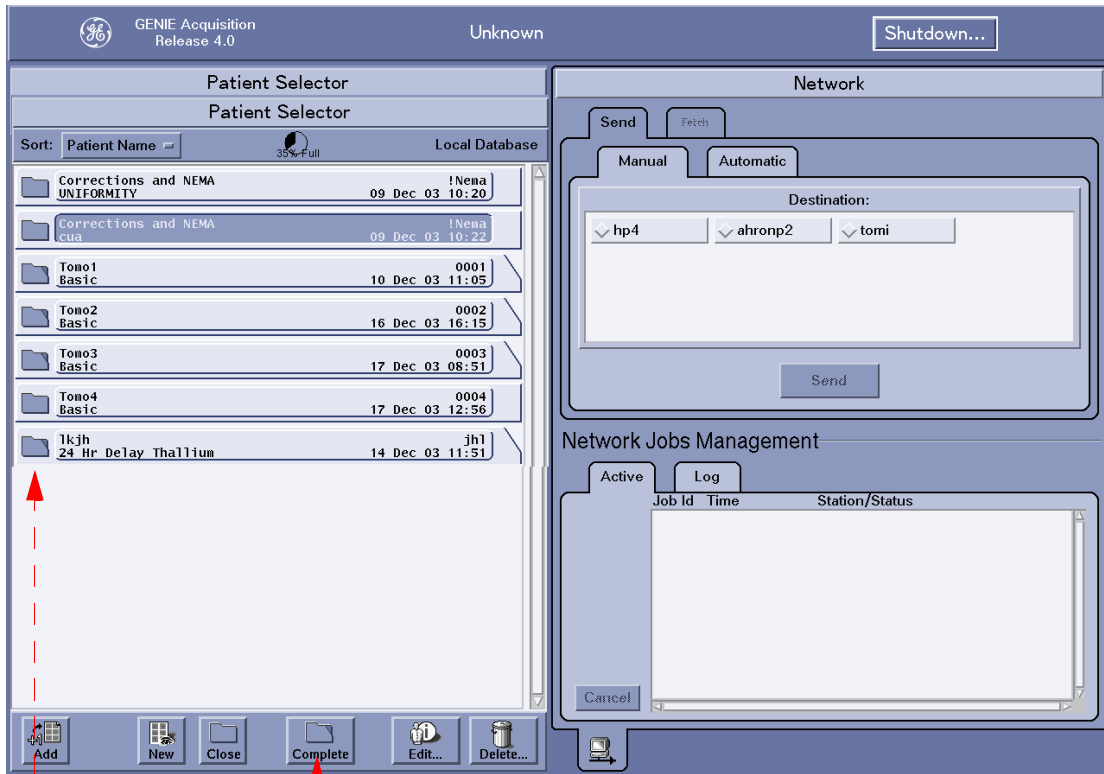 GENIE Acquisition
Release 4.0
Unknown
Shutdown...
Patient Selector
Patient Selector
Sort: Patient Name
35% Full
Local Database
Corrections and NEMA !Nema
UNIFORMITY 09 Dec 03 10:20
Corrections and NEMA !Nema
cua 09 Dec 03 10:22
Tomo1 0001
Basic 10 Dec 03 11:05
Tomo2 0002
Basic 16 Dec 03 16:15
Tomo3 0003
Basic 17 Dec 03 08:51
Tomo4 0004
Basic 17 Dec 03 12:56
lkjh jhl
24 Hr Delay Thallium 14 Dec 03 11:51
Add
New
Close
Complete
Edit...
Delete...
Network
Send Fetch
Manual Automatic
Destination:
hp4 ahronp2 tomi
Send
Network Jobs Management
Active Log
Job Id Time Station/Status
Cancel